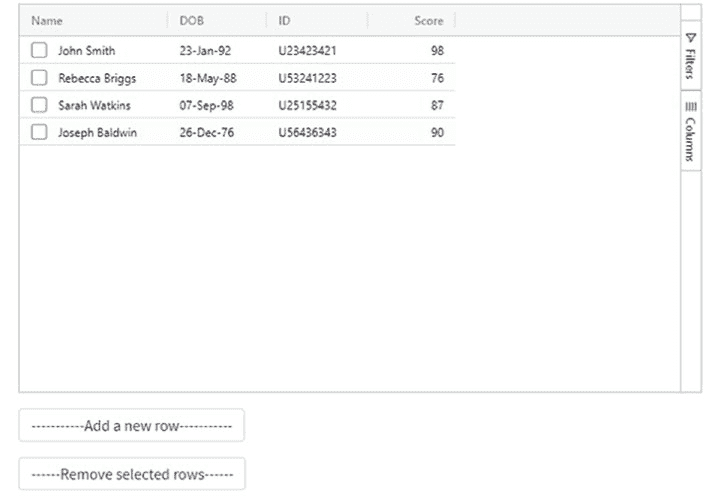 Name DOB ID Score
John Smith 23-Jan-92 U23423421 98
Rebecca Briggs 18-May-88 U53241223 76
Sarah Watkins 07-Sep-98 U25155432 87
Joseph Baldwin 26-Dec-76 U56436343 90
Filters
Columns
-----------Add a new row-----------
------Remove selected rows------